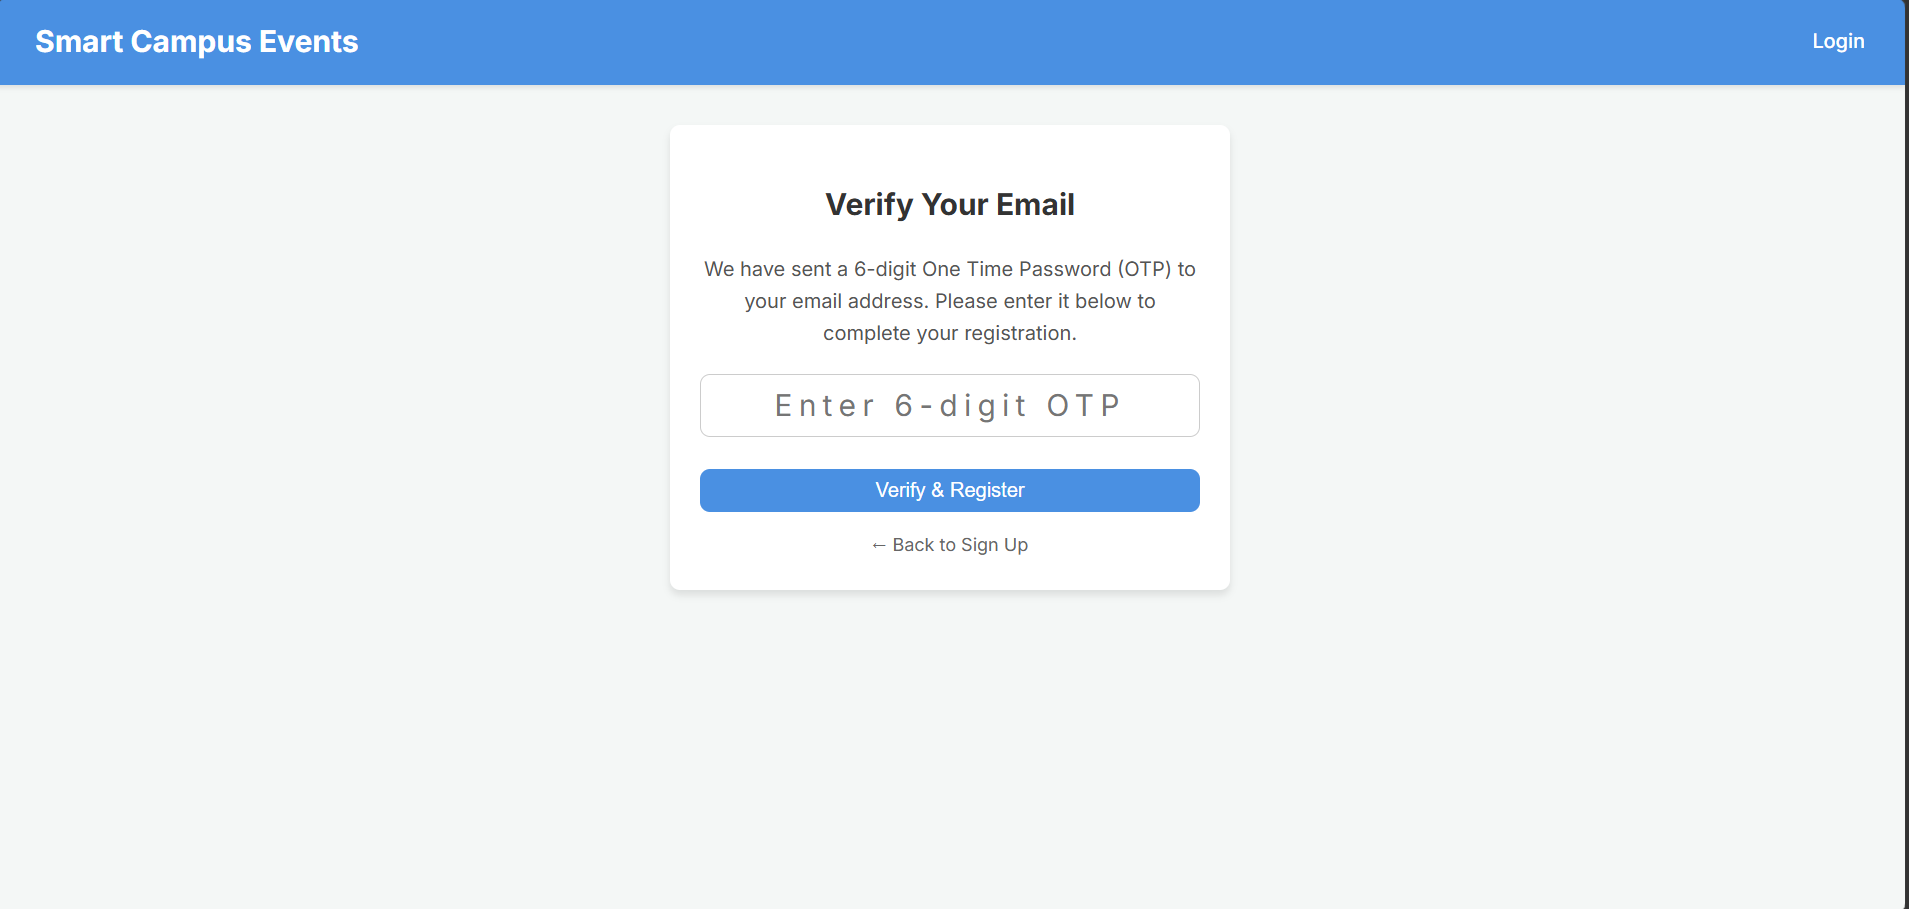 Smart Campus Events
Login
Verify Your Email
We have sent a 6-digit One Time Password (OTP) to
your email address. Please enter it below to
complete your registration.
Enter 6-digit OTP
Verify & Register
← Back to Sign Up